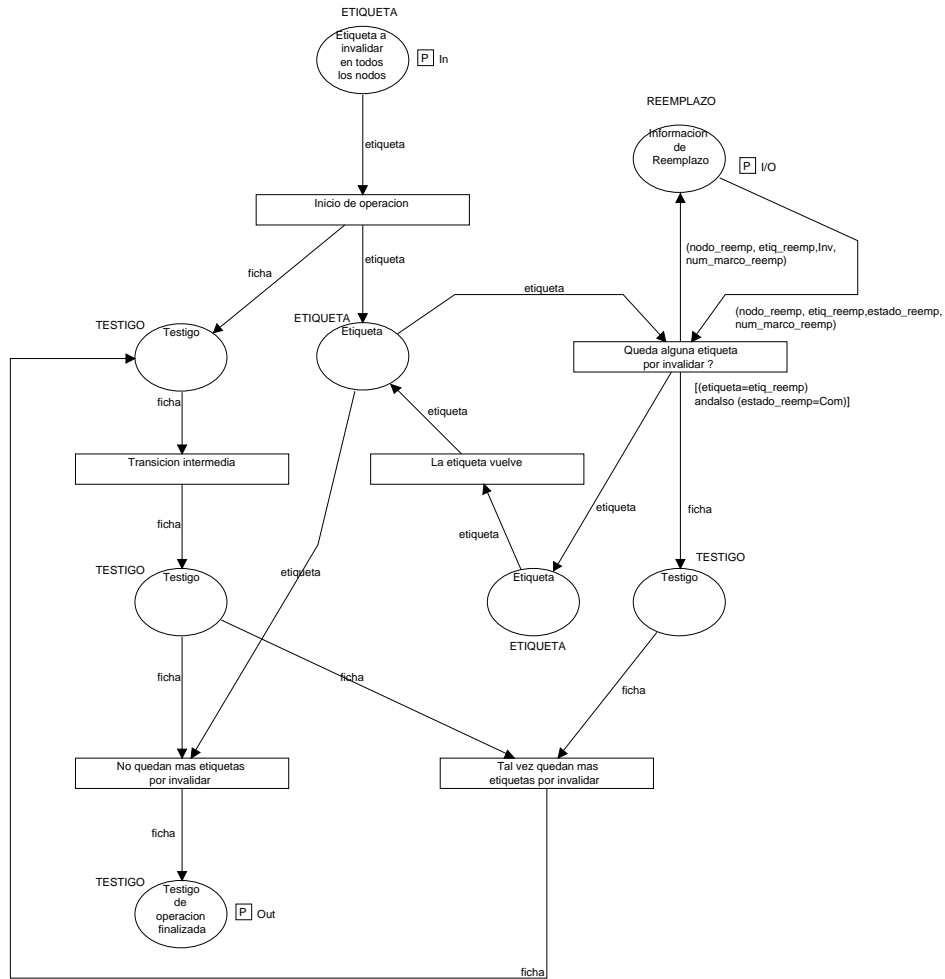 ETIQUETA
Etiqueta a
invalidar
en todos
los nodos
P In
REEMPLAZO
Informacion
de
Reemplazo
P I/O
etiqueta
Inicio de operacion
(nodo_reemp, etiq_reemp,Inv,
num_marco_reemp)
etiqueta
ficha
etiqueta
(nodo_reemp, etiq_reemp,estado_reemp,
num_marco_reemp)
TESTIGO
Testigo
ETIQUETA
Etiqueta
Queda alguna etiqueta
por invalidar ?
[(etiqueta=etiq_reemp)
andalso (estado_reemp=Com)]
ficha
etiqueta
Transicion intermedia
La etiqueta vuelve
ficha
etiqueta
etiqueta
ficha
TESTIGO
Testigo
etiqueta
Etiqueta
ETIQUETA
TESTIGO
Testigo
ficha
ficha
ficha
No quedan mas etiquetas
por invalidar
Tal vez quedan mas
etiquetas por invalidar
ficha
TESTIGO
Testigo
de
operacion
finalizada
P Out
ficha